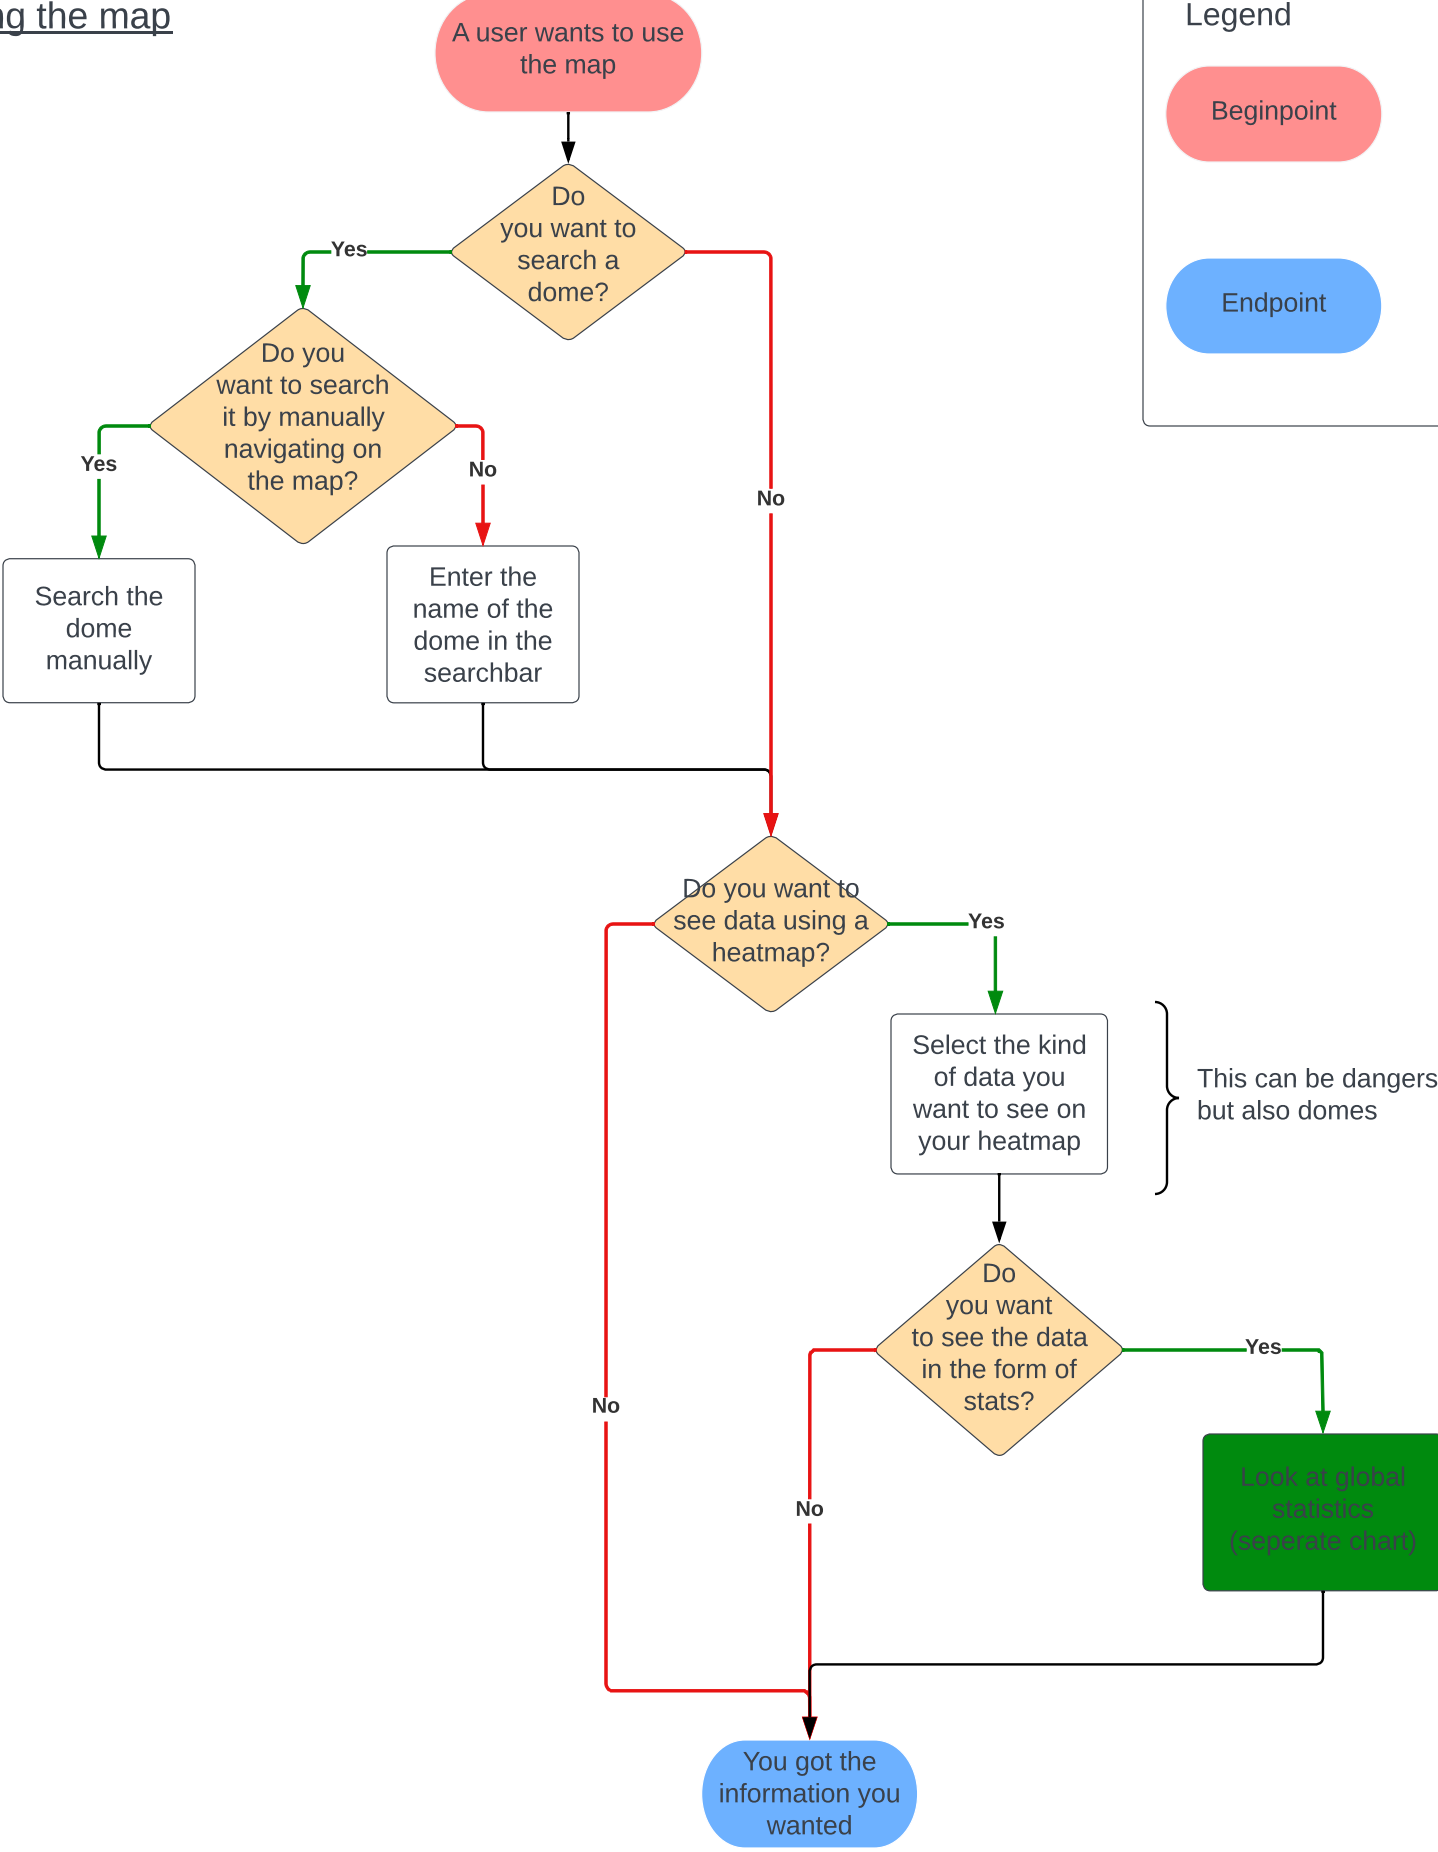 ng the map
A user wants to use
the map
Legend
Beginpoint
Endpoint
Do
you want to
search a
dome?
Yes
No
Do you
want to search
it by manually
navigating on
the map?
Yes
No
Search the
dome
manually
Enter the
name of the
dome in the
searchbar
Do you want to
see data using a
heatmap?
Yes
No
Select the kind
of data you
want to see on
your heatmap
This can be dangers
but also domes
Do
you want
to see the data
in the form of
stats?
Yes
No
Look at global
statistics
(seperate chart)
You got the
information you
wanted